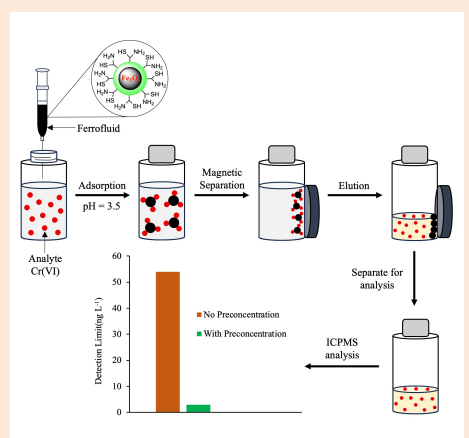 H₂N SH NH₂
HS SH
H₂N NH₂
HS Fe₃O₄ SH
H₂N NH₂
HS SH
H₂N NH₂
Ferrofluid
Adsorption
pH = 3.5
Magnetic
Separation
Elution
Analyte
Cr(VI)
Separate for
analysis
ICPMS
analysis
Detection Limit(ng L⁻¹)
60
50
40
30
20
10
0
No Preconcentration
With Preconcentration